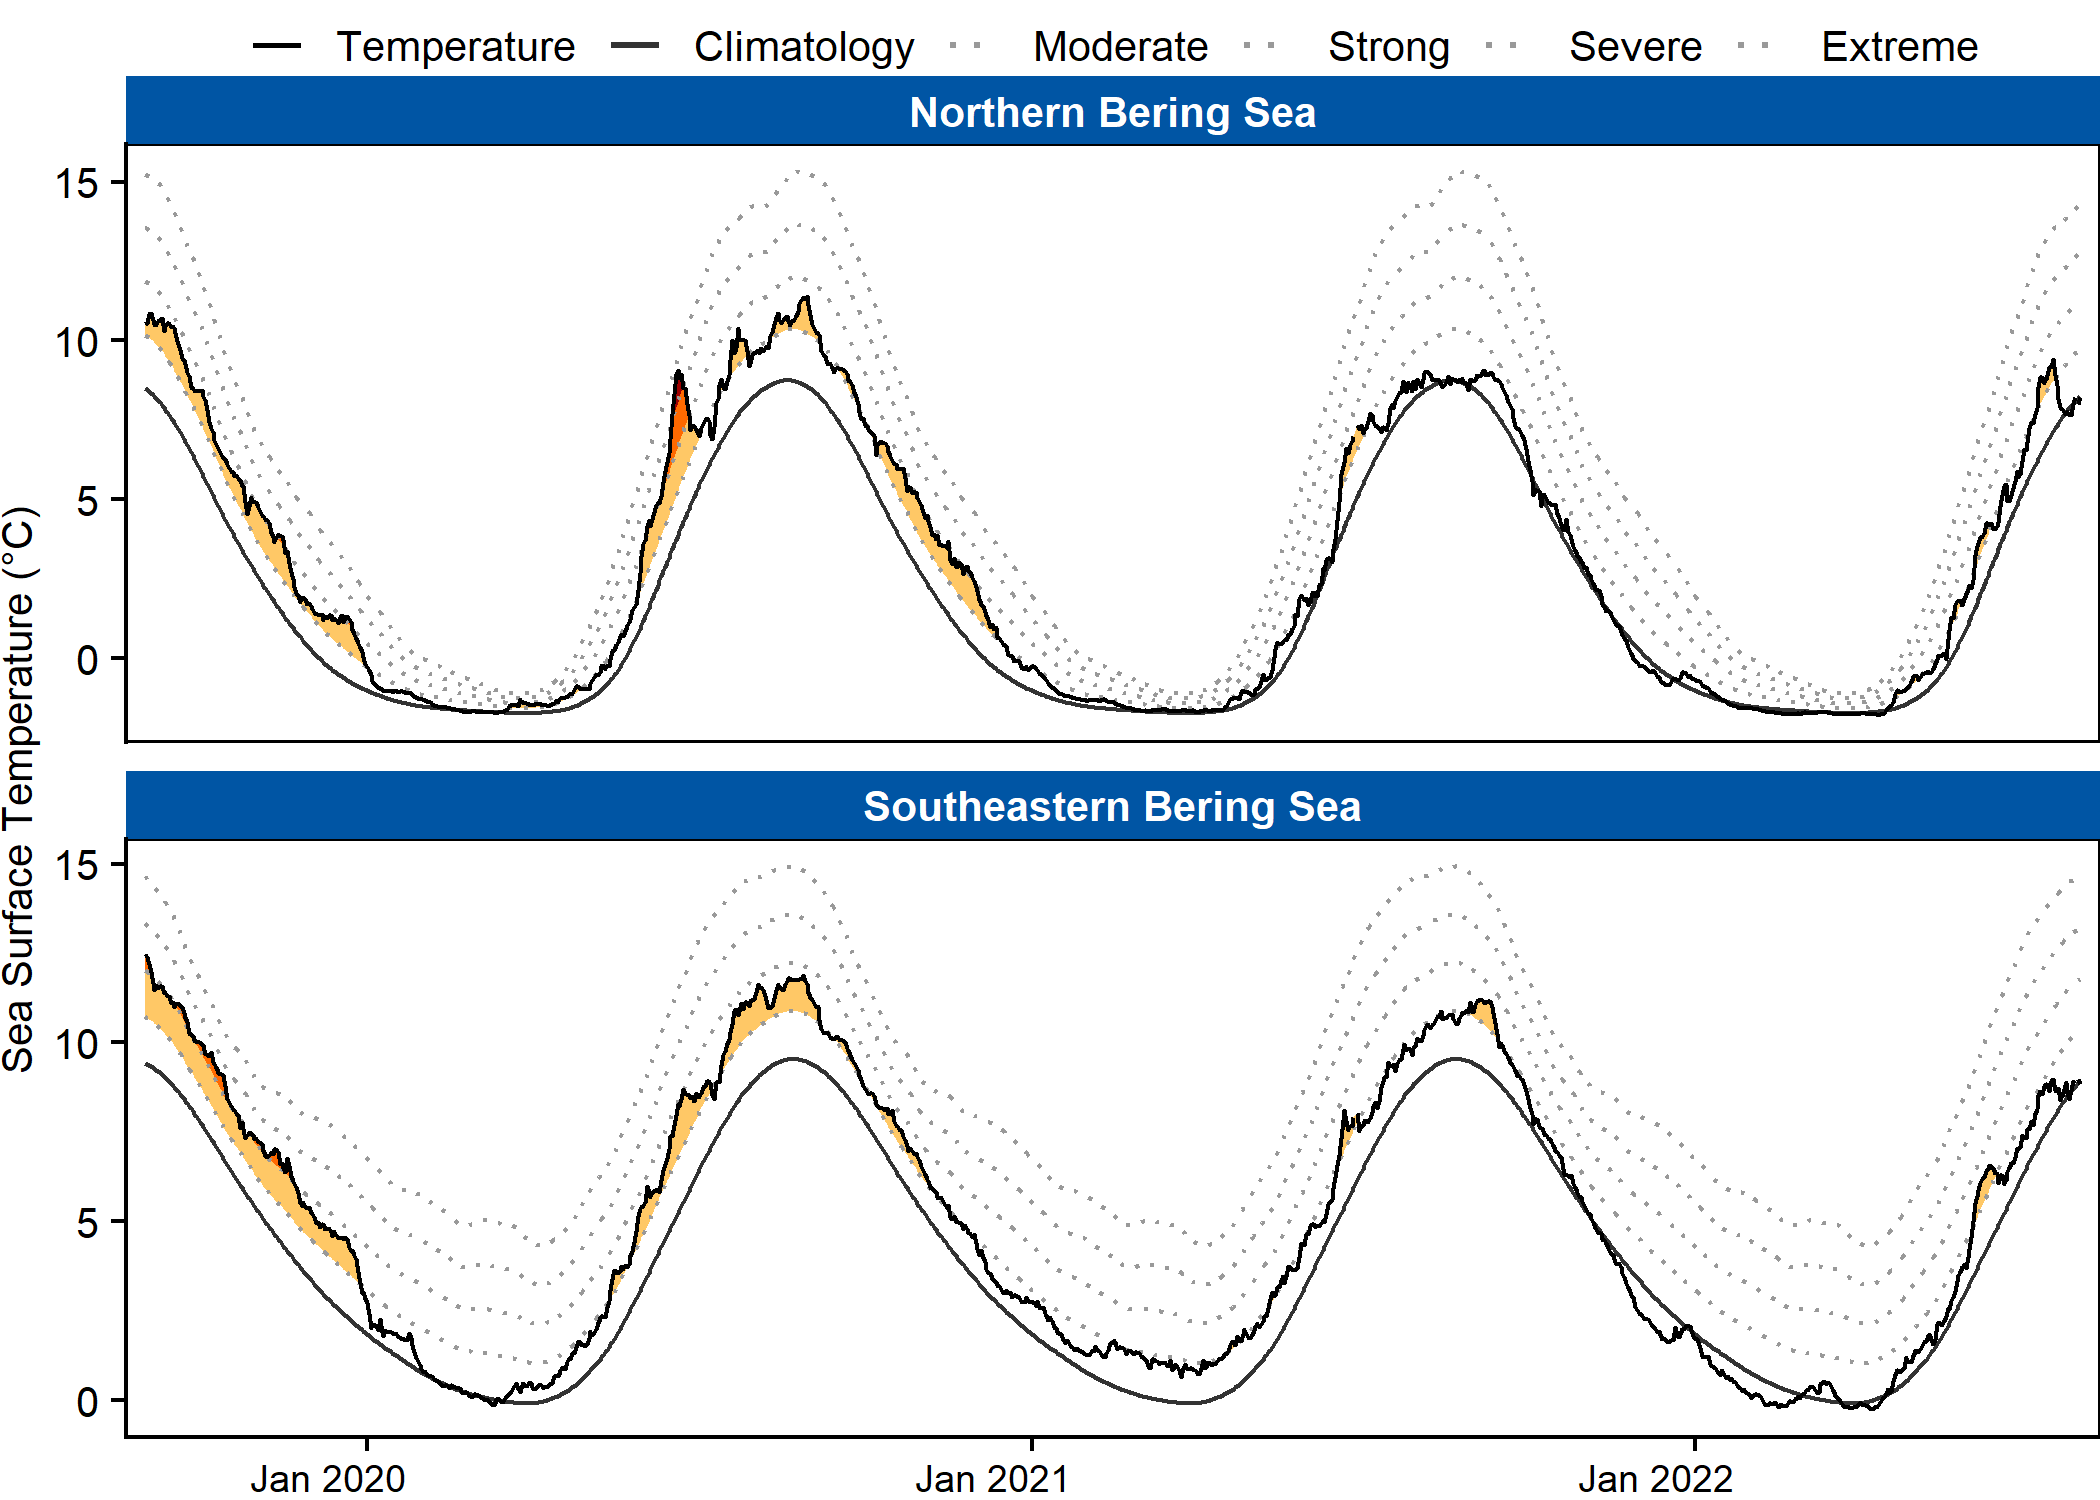 Temperature Climatology Moderate Strong Severe Extreme
Northern Bering Sea
15
10
5
0
Sea Surface Temperature (°C)
Southeastern Bering Sea
15
10
5
0
Jan 2020 Jan 2021 Jan 2022